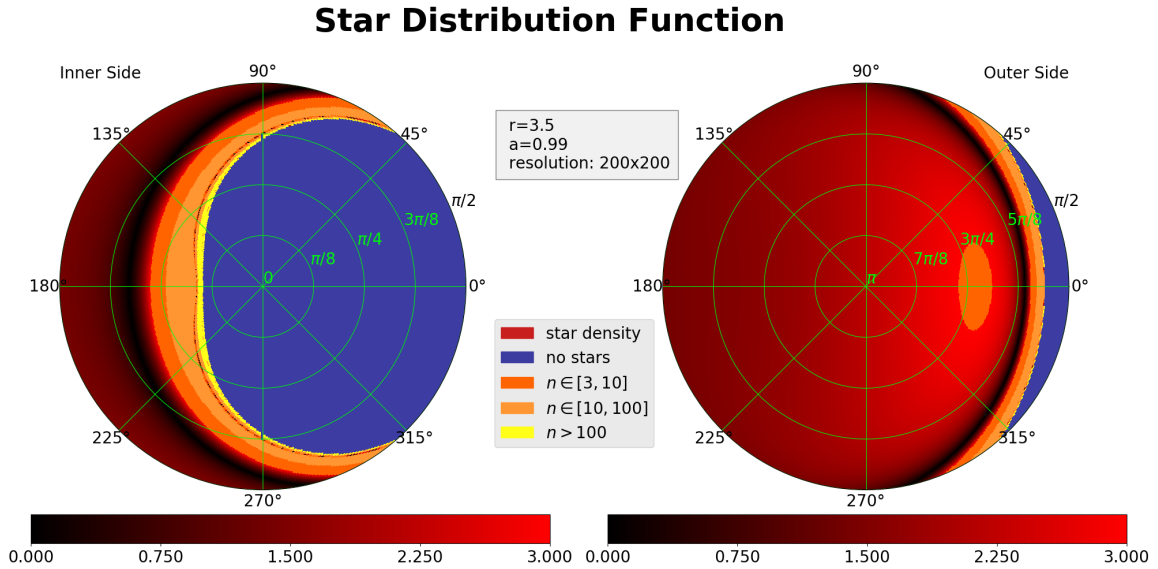 Star Distribution Function
Inner Side
90°
135°
45°
π/2
3π/8
π/4
π/8
0
180°
0°
225°
315°
270°
0.000 0.750 1.500 2.250 3.000
r=3.5
a=0.99
resolution: 200x200
star density
no stars
n ∈ [3, 10]
n ∈ [10, 100]
n > 100
Outer Side
90°
135°
45°
π/2
5π/8
3π/4
7π/8
π
180°
0°
225°
315°
270°
0.000 0.750 1.500 2.250 3.000